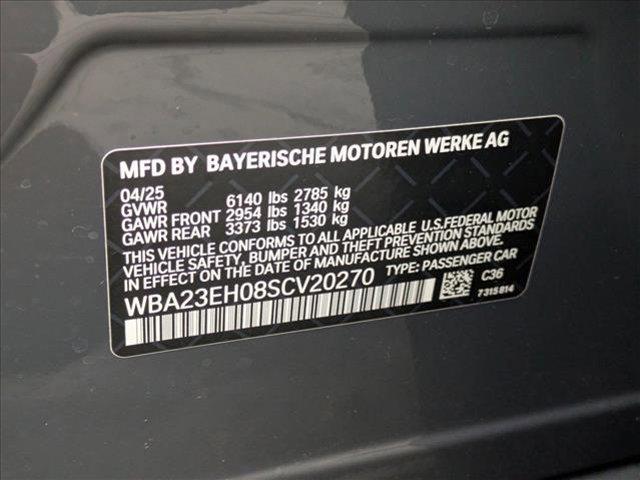 MFD BY BAYERISCHE MOTOREN WERKE AG
04/25
GVWR 6140 lbs 2785 kg
GAWR FRONT 2954 lbs 1340 kg
GAWR REAR 3373 lbs 1530 kg
THIS VEHICLE CONFORMS TO ALL APPLICABLE U.S.FEDERAL MOTOR
VEHICLE SAFETY, BUMPER AND THEFT PREVENTION STANDARDS
IN EFFECT ON THE DATE OF MANUFACTURE SHOWN ABOVE.
WBA23EH08SCV20270 TYPE: PASSENGER CAR
C36
7315814